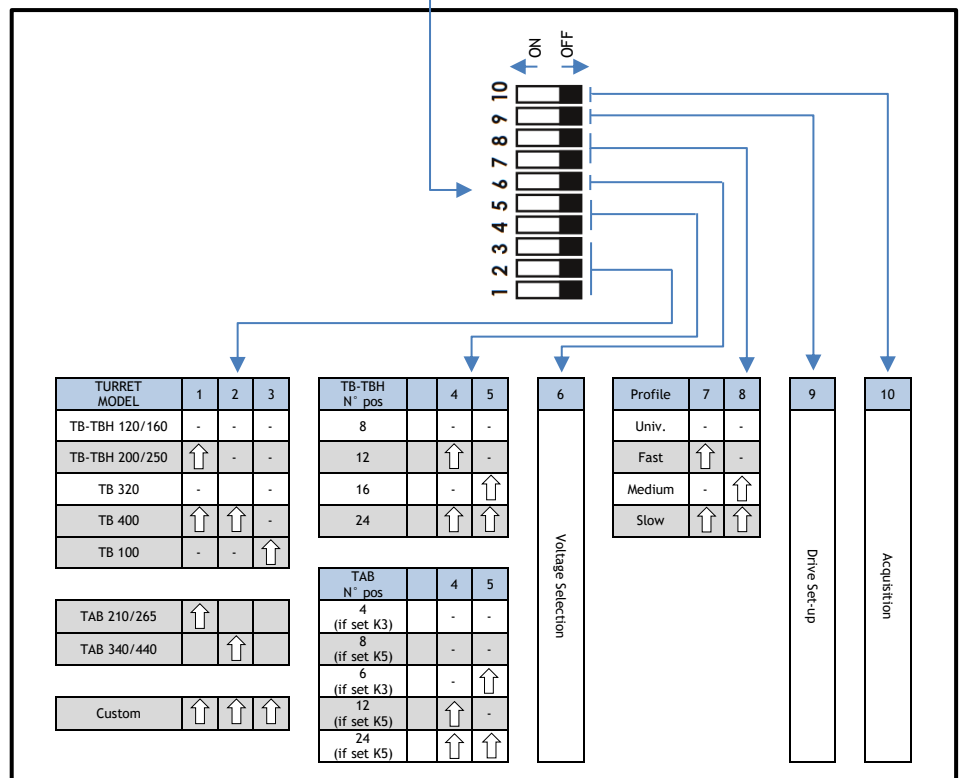 ON OFF
10
9
8
7
6
5
4
3
2
1
TURRET
MODEL 1 2 3
TB-TBH 120/160 - - -
TB-TBH 200/250 ⇧ - -
TB 320 - -
TB 400 ⇧ ⇧ -
TB 100 - - ⇧
TAB 210/265 ⇧
TAB 340/440 ⇧
Custom ⇧ ⇧ ⇧
TB-TBH
N° pos 4 5
8 - -
12 ⇧ -
16 - ⇧
24 ⇧ ⇧
TAB
N° pos 4 5
4
(if set K3) - -
8
(if set K5) - -
6
(if set K3) - ⇧
12
(if set K5) ⇧ -
24
(if set K5) ⇧ ⇧
6
Voltage Selection
Profile 7 8
Univ. - -
Fast ⇧ -
Medium - ⇧
Slow ⇧ ⇧
9
Drive Set-up
10
Acquisition